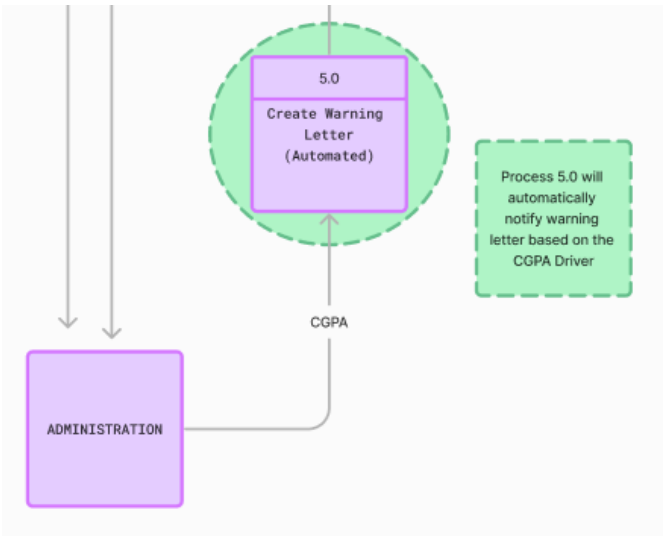 5.0
Create Warning
Letter
(Automated)
Process 5.0 will
automatically
notify warning
letter based on the
CGPA Driver
CGPA
ADMINISTRATION